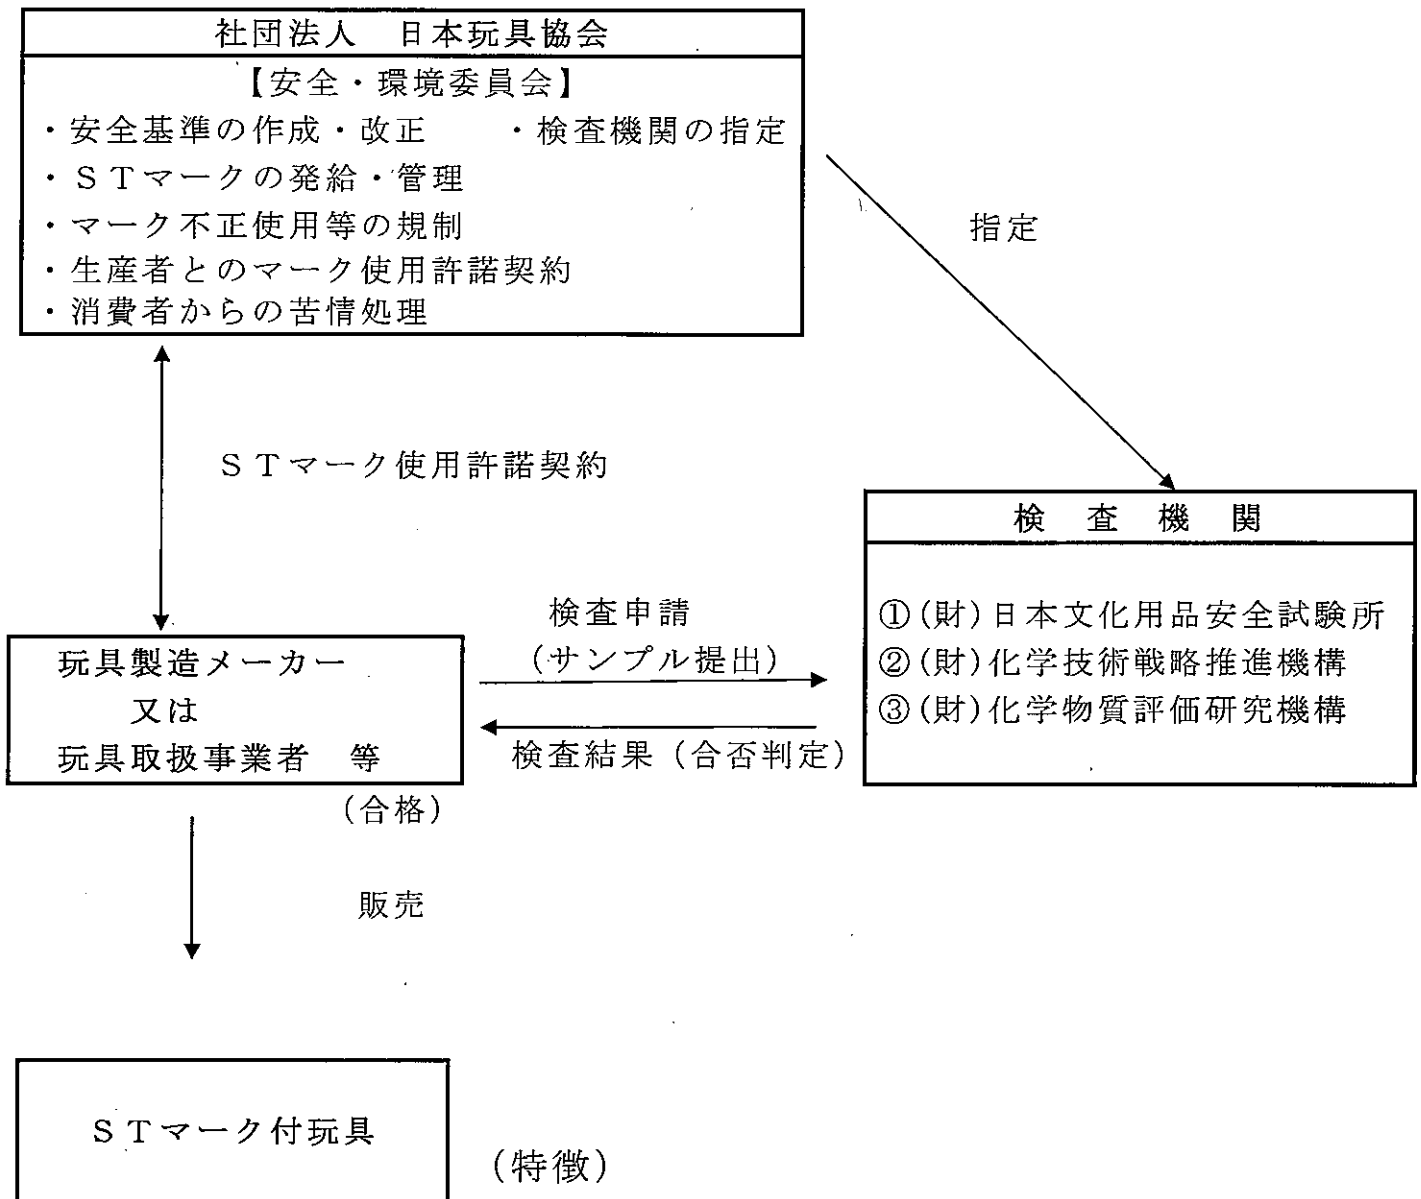 社団法人　日本玩具協会
【安全・環境委員会】
・安全基準の作成・改正　　・検査機関の指定
・ＳＴマークの発給・管理
・マーク不正使用等の規制
・生産者とのマーク使用許諾契約
・消費者からの苦情処理
指定
ＳＴマーク使用許諾契約
検　査　機　関
①(財)日本文化用品安全試験所
②(財)化学技術戦略推進機構
③(財)化学物質評価研究機構
検査申請
（サンプル提出）
検査結果（合否判定）
玩具製造メーカー
又は
玩具取扱事業者　等
（合格）
販売
ＳＴマーク付玩具
（特徴）